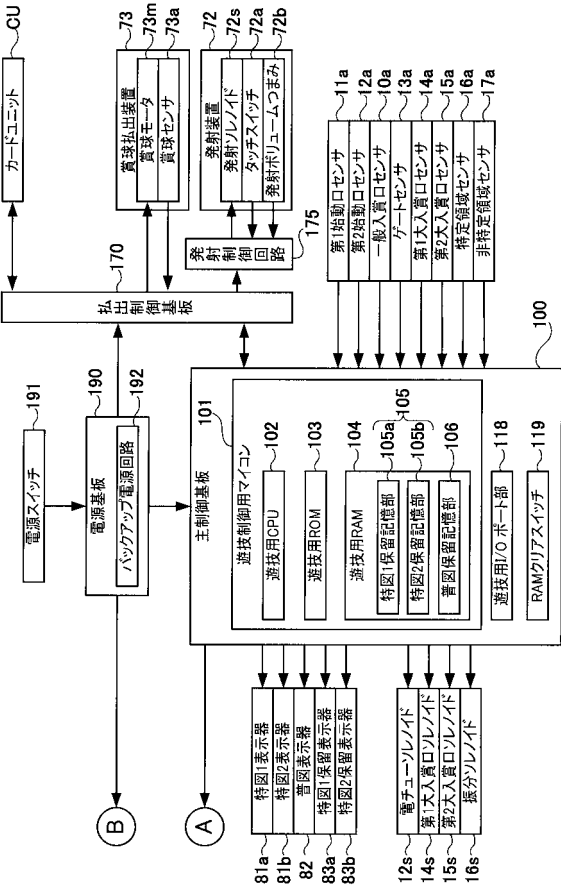 電源スイッチ
191
電源基板
190
バックアップ電源回路
192
B
A
カードユニット
CU
払出制御基板
170
賞球払出装置
73
賞球モータ
73m
賞球センサ
73a
発射装置
72
発射ソレノイド
72s
タッチスイッチ
72a
発射ボリュームつまみ
72b
発射制御回路
175
主制御基板
100
遊技制御用マイコン
101
遊技用CPU
102
遊技用ROM
103
遊技用RAM
104
特図1保留記憶部
105a
特図2保留記憶部
105b
105
普図保留記憶部
106
遊技用I/Oポート部
118
RAMクリアスイッチ
119
第1始動口センサ
11a
第2始動口センサ
12a
一般入賞口センサ
10a
ゲートセンサ
13a
第1大入賞口センサ
14a
第2大入賞口センサ
15a
特定領域センサ
16a
非特定領域センサ
17a
81a
特図1表示器
81b
特図2表示器
82
普図表示器
83a
特図1保留表示器
83b
特図2保留表示器
12s
電チューソレノイド
14s
第1大入賞口ソレノイド
15s
第2大入賞口ソレノイド
16s
振分ソレノイド